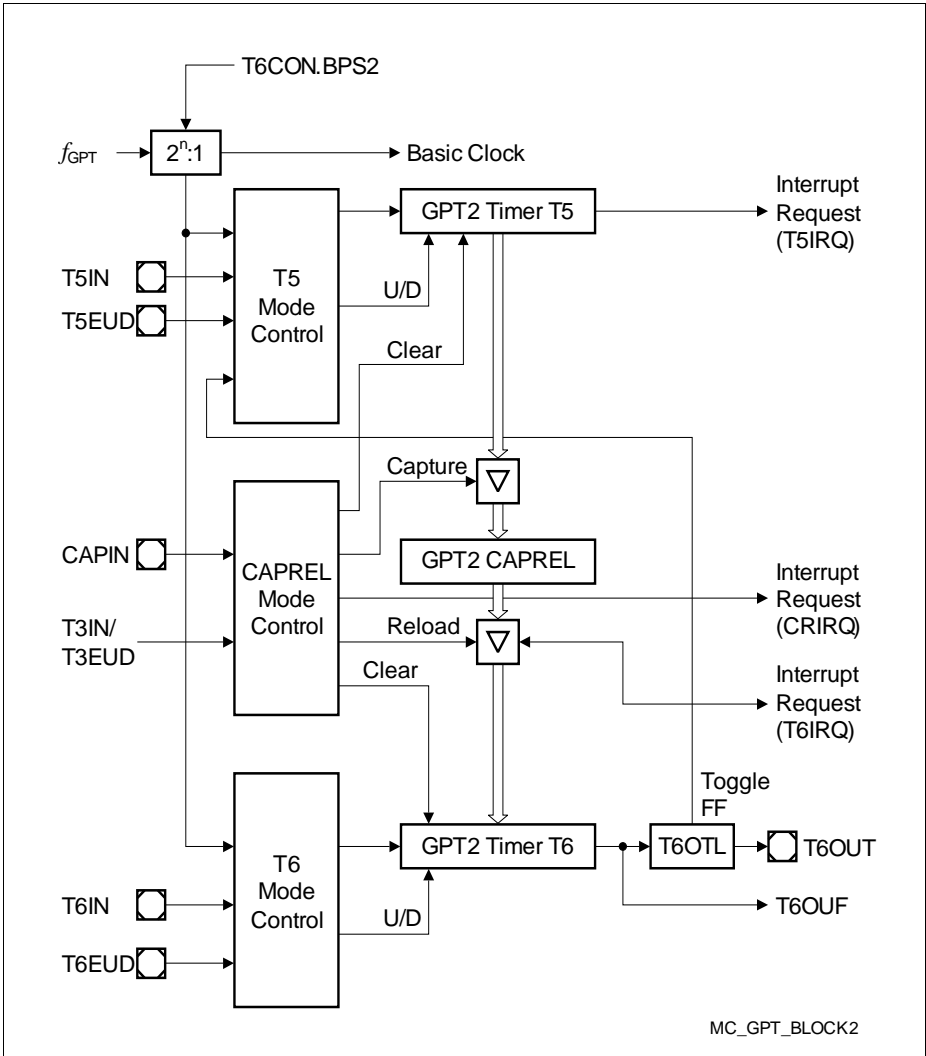 T6CON.BPS2
fGPT
2n:1
Basic Clock
Interrupt
Request
(T5IRQ)
GPT2 Timer T5
T5IN
T5EUD
T5
Mode
Control
U/D
Clear
Capture
CAPIN
T3IN/
T3EUD
CAPREL
Mode
Control
GPT2 CAPREL
Interrupt
Request
(CRIRQ)
Reload
Clear
Interrupt
Request
(T6IRQ)
Toggle
FF
GPT2 Timer T6
T6OTL
T6OUT
T6
Mode
Control
T6IN
U/D
T6OUF
T6EUD
MC_GPT_BLOCK2